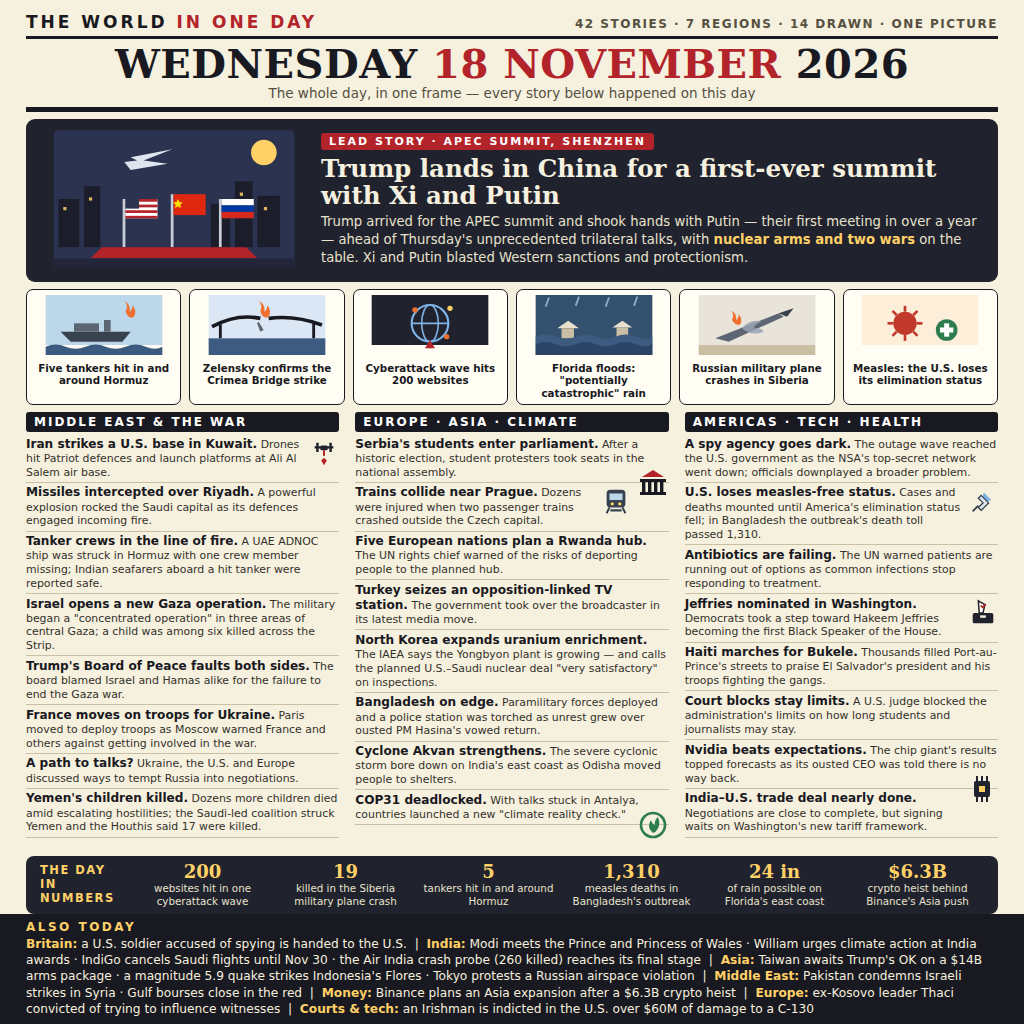 THE WORLD IN ONE DAY
42 STORIES · 7 REGIONS · 14 DRAWN · ONE PICTURE
WEDNESDAY 18 NOVEMBER 2026
The whole day, in one frame — every story below happened on this day
LEAD STORY · APEC SUMMIT, SHENZHEN
Trump lands in China for a first-ever summit
with Xi and Putin
Trump arrived for the APEC summit and shook hands with Putin — their first meeting in over a year
— ahead of Thursday's unprecedented trilateral talks, with nuclear arms and two wars on the
table. Xi and Putin blasted Western sanctions and protectionism.
Five tankers hit in and
around Hormuz
Zelensky confirms the
Crimea Bridge strike
Cyberattack wave hits
200 websites
Florida floods:
"potentially
catastrophic" rain
Russian military plane
crashes in Siberia
Measles: the U.S. loses
its elimination status
MIDDLE EAST & THE WAR
Iran strikes a U.S. base in Kuwait. Drones
hit Patriot defences and launch platforms at Ali Al
Salem air base.
Missiles intercepted over Riyadh. A powerful
explosion rocked the Saudi capital as its defences
engaged incoming fire.
Tanker crews in the line of fire. A UAE ADNOC
ship was struck in Hormuz with one crew member
missing; Indian seafarers aboard a hit tanker were
reported safe.
Israel opens a new Gaza operation. The military
began a "concentrated operation" in three areas of
central Gaza; a child was among six killed across the
Strip.
Trump's Board of Peace faults both sides. The
board blamed Israel and Hamas alike for the failure to
end the Gaza war.
France moves on troops for Ukraine. Paris
moved to deploy troops as Moscow warned France and
others against getting involved in the war.
A path to talks? Ukraine, the U.S. and Europe
discussed ways to tempt Russia into negotiations.
Yemen's children killed. Dozens more children died
amid escalating hostilities; the Saudi-led coalition struck
Yemen and the Houthis said 17 were killed.
EUROPE · ASIA · CLIMATE
Serbia's students enter parliament. After a
historic election, student protesters took seats in the
national assembly.
Trains collide near Prague. Dozens
were injured when two passenger trains
crashed outside the Czech capital.
Five European nations plan a Rwanda hub.
The UN rights chief warned of the risks of deporting
people to the planned hub.
Turkey seizes an opposition-linked TV
station. The government took over the broadcaster in
its latest media move.
North Korea expands uranium enrichment.
The IAEA says the Yongbyon plant is growing — and calls
the planned U.S.–Saudi nuclear deal "very satisfactory"
on inspections.
Bangladesh on edge. Paramilitary forces deployed
and a police station was torched as unrest grew over
ousted PM Hasina's vowed return.
Cyclone Akvan strengthens. The severe cyclonic
storm bore down on India's east coast as Odisha moved
people to shelters.
COP31 deadlocked. With talks stuck in Antalya,
countries launched a new "climate reality check."
AMERICAS · TECH · HEALTH
A spy agency goes dark. The outage wave reached
the U.S. government as the NSA's top-secret network
went down; officials downplayed a broader problem.
U.S. loses measles-free status. Cases and
deaths mounted until America's elimination status
fell; in Bangladesh the outbreak's death toll
passed 1,310.
Antibiotics are failing. The UN warned patients are
running out of options as common infections stop
responding to treatment.
Jeffries nominated in Washington.
Democrats took a step toward Hakeem Jeffries
becoming the first Black Speaker of the House.
Haiti marches for Bukele. Thousands filled Port-au-
Prince's streets to praise El Salvador's president and his
troops fighting the gangs.
Court blocks stay limits. A U.S. judge blocked the
administration's limits on how long students and
journalists may stay.
Nvidia beats expectations. The chip giant's results
topped forecasts as its ousted CEO was told there is no
way back.
India–U.S. trade deal nearly done.
Negotiations are close to complete, but signing
waits on Washington's new tariff framework.
THE DAY
IN
NUMBERS
200
websites hit in one
cyberattack wave
19
killed in the Siberia
military plane crash
5
tankers hit in and around
Hormuz
1,310
measles deaths in
Bangladesh's outbreak
24 in
of rain possible on
Florida's east coast
$6.3B
crypto heist behind
Binance's Asia push
ALSO TODAY
Britain: a U.S. soldier accused of spying is handed to the U.S. | India: Modi meets the Prince and Princess of Wales · William urges climate action at India
awards · IndiGo cancels Saudi flights until Nov 30 · the Air India crash probe (260 killed) reaches its final stage | Asia: Taiwan awaits Trump's OK on a $14B
arms package · a magnitude 5.9 quake strikes Indonesia's Flores · Tokyo protests a Russian airspace violation | Middle East: Pakistan condemns Israeli
strikes in Syria · Gulf bourses close in the red | Money: Binance plans an Asia expansion after a $6.3B crypto heist | Europe: ex-Kosovo leader Thaci
convicted of trying to influence witnesses | Courts & tech: an Irishman is indicted in the U.S. over $60M of damage to a C-130